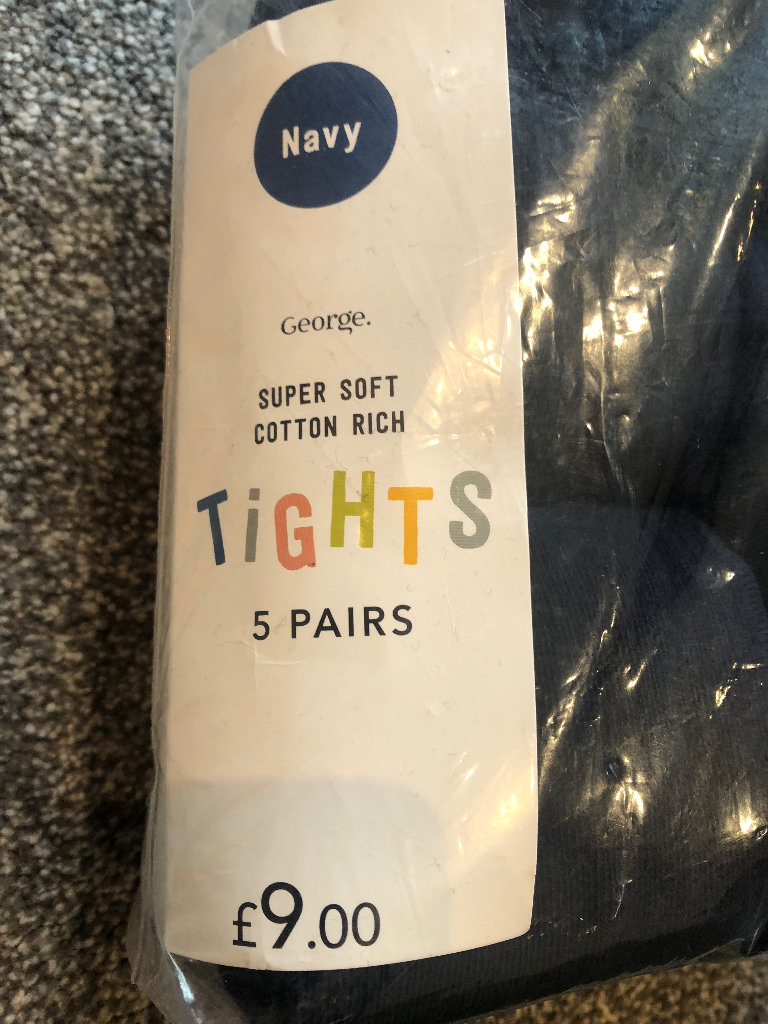 Navy
George.
SUPER SOFT
COTTON RICH
TiGHTS
5 PAIRS
£9.00